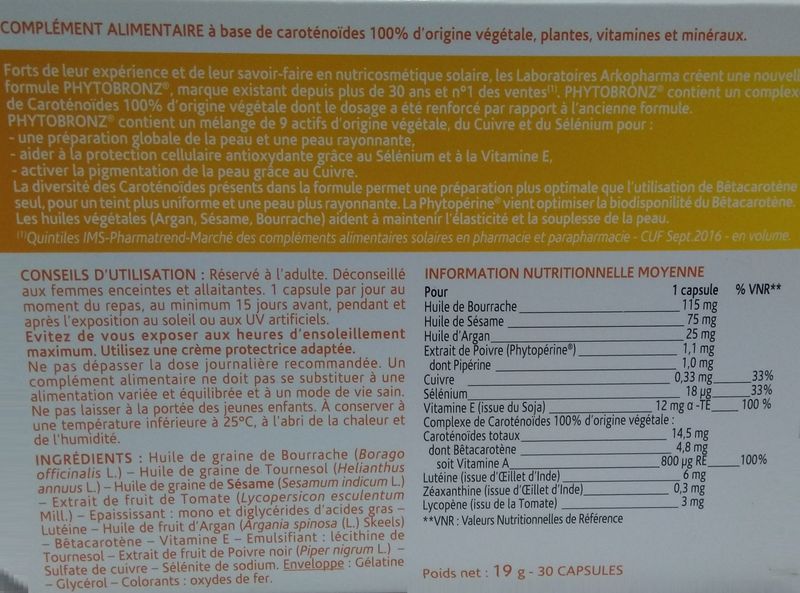 COMPLÉMENT ALIMENTAIRE à base de caroténoïdes 100% d'origine végétale, plantes, vitamines et minéraux.
Forts de leur expérience et de leur savoir-faire en nutricosmétique solaire, les Laboratoires Arkopharma créent une nouvell
formule PHYTOBRONZ®, marque existant depuis plus de 30 ans et n°1 des ventes⁽¹⁾. PHYTOBRONZ® contient un complex
de Caroténoïdes 100% d'origine végétale dont le dosage a été renforcé par rapport à l'ancienne formule.
PHYTOBRONZ® contient un mélange de 9 actifs d'origine végétale, du Cuivre et du Sélénium pour :
- une préparation globale de la peau et une peau rayonnante,
- aider à la protection cellulaire antioxydante grâce au Sélénium et à la Vitamine E,
- activer la pigmentation de la peau grâce au Cuivre.
La diversité des Caroténoïdes présents dans la formule permet une préparation plus optimale que l'utilisation de Bêtacarotène
seul, pour un teint plus uniforme et une peau plus rayonnante. La Phytopérine® vient optimiser la biodisponilité du Bêtacarotène.
Les huiles végétales (Argan, Sésame, Bourrache) aident à maintenir l'élasticité et la souplesse de la peau.
⁽¹⁾Quintiles IMS-Pharmatrend-Marché des compléments alimentaires solaires en pharmacie et parapharmacie - CUF Sept.2016 - en volume.
CONSEILS D'UTILISATION : Réservé à l'adulte. Déconseillé
aux femmes enceintes et allaitantes. 1 capsule par jour au
moment du repas, au minimum 15 jours avant, pendant et
après l'exposition au soleil ou aux UV artificiels.
Evitez de vous exposer aux heures d'ensoleillement
maximum. Utilisez une crème protectrice adaptée.
Ne pas dépasser la dose journalière recommandée. Un
complément alimentaire ne doit pas se substituer à une
alimentation variée et équilibrée et à un mode de vie sain.
Ne pas laisser à la portée des jeunes enfants. À conserver à
une température inférieure à 25°C, à l'abri de la chaleur et
de l'humidité.
INGRÉDIENTS : Huile de graine de Bourrache (Borago
officinalis L.) – Huile de graine de Tournesol (Helianthus
annuus L.) – Huile de graine de Sésame (Sesamum indicum L.)
– Extrait de fruit de Tomate (Lycopersicon esculentum
Mill.) – Epaississant : mono et diglycérides d'acides gras –
Lutéine – Huile de fruit d'Argan (Argania spinosa (L.) Skeels)
– Bêtacarotène – Vitamine E – Emulsifiant : lécithine de
Tournesol – Extrait de fruit de Poivre noir (Piper nigrum L.) –
Sulfate de cuivre – Sélénite de sodium. Enveloppe : Gélatine
– Glycérol – Colorants : oxydes de fer.
INFORMATION NUTRITIONNELLE MOYENNE
Pour 1 capsule % VNR**
Huile de Bourrache 115 mg
Huile de Sésame 75 mg
Huile d'Argan 25 mg
Extrait de Poivre (Phytopérine®) 1,1 mg
dont Pipérine 1,0 mg
Cuivre 0,33 mg 33%
Sélénium 18 µg 33%
Vitamine E (issue du Soja) 12 mg α -TE 100 %
Complexe de Caroténoïdes 100% d'origine végétale :
Caroténoïdes totaux 14,5 mg
dont Bêtacarotène 4,8 mg
soit Vitamine A 800 µg RE 100%
Lutéine (issue d'Œillet d'Inde) 6 mg
Zéaxanthine (issue d'Œillet d'Inde) 0,3 mg
Lycopène (issu de la Tomate) 3 mg
**VNR : Valeurs Nutritionnelles de Référence
Poids net : 19 g - 30 CAPSULES